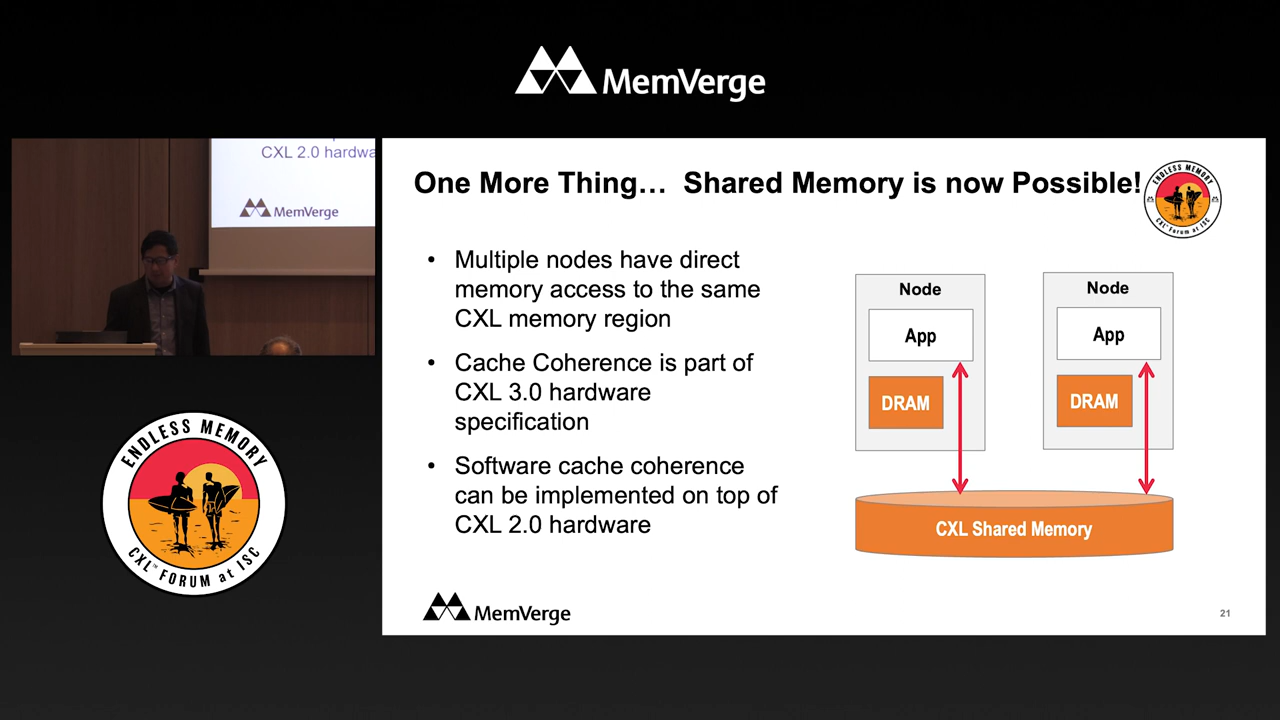 MemVerge
CXL 2.0 hardwa
MemVerge
ENDLESS MEMORY
CXL™ FORUM at ISC
One More Thing… Shared Memory is now Possible!
ENDLESS MEMORY
CXL™ Forum at ISC
• Multiple nodes have direct
memory access to the same
CXL memory region
• Cache Coherence is part of
CXL 3.0 hardware
specification
• Software cache coherence
can be implemented on top of
CXL 2.0 hardware
Node
App
DRAM
Node
App
DRAM
CXL Shared Memory
MemVerge
21